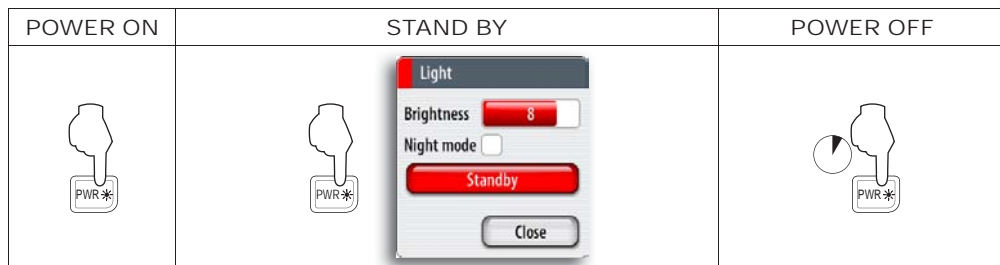 POWER ON
STAND BY
POWER OFF
Light
Brightness 8
Night mode
Standby
Close
PWR
PWR
PWR